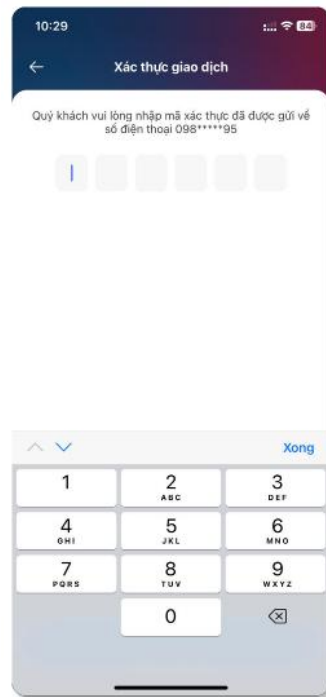 10:29
84
Xác thực giao dịch
Quý khách vui lòng nhập mã xác thực đã được gửi về
số điện thoại 098*****95
Xong
1
2
ABC
3
DEF
4
GHI
5
JKL
6
MNO
7
PQRS
8
TUV
9
WXYZ
0